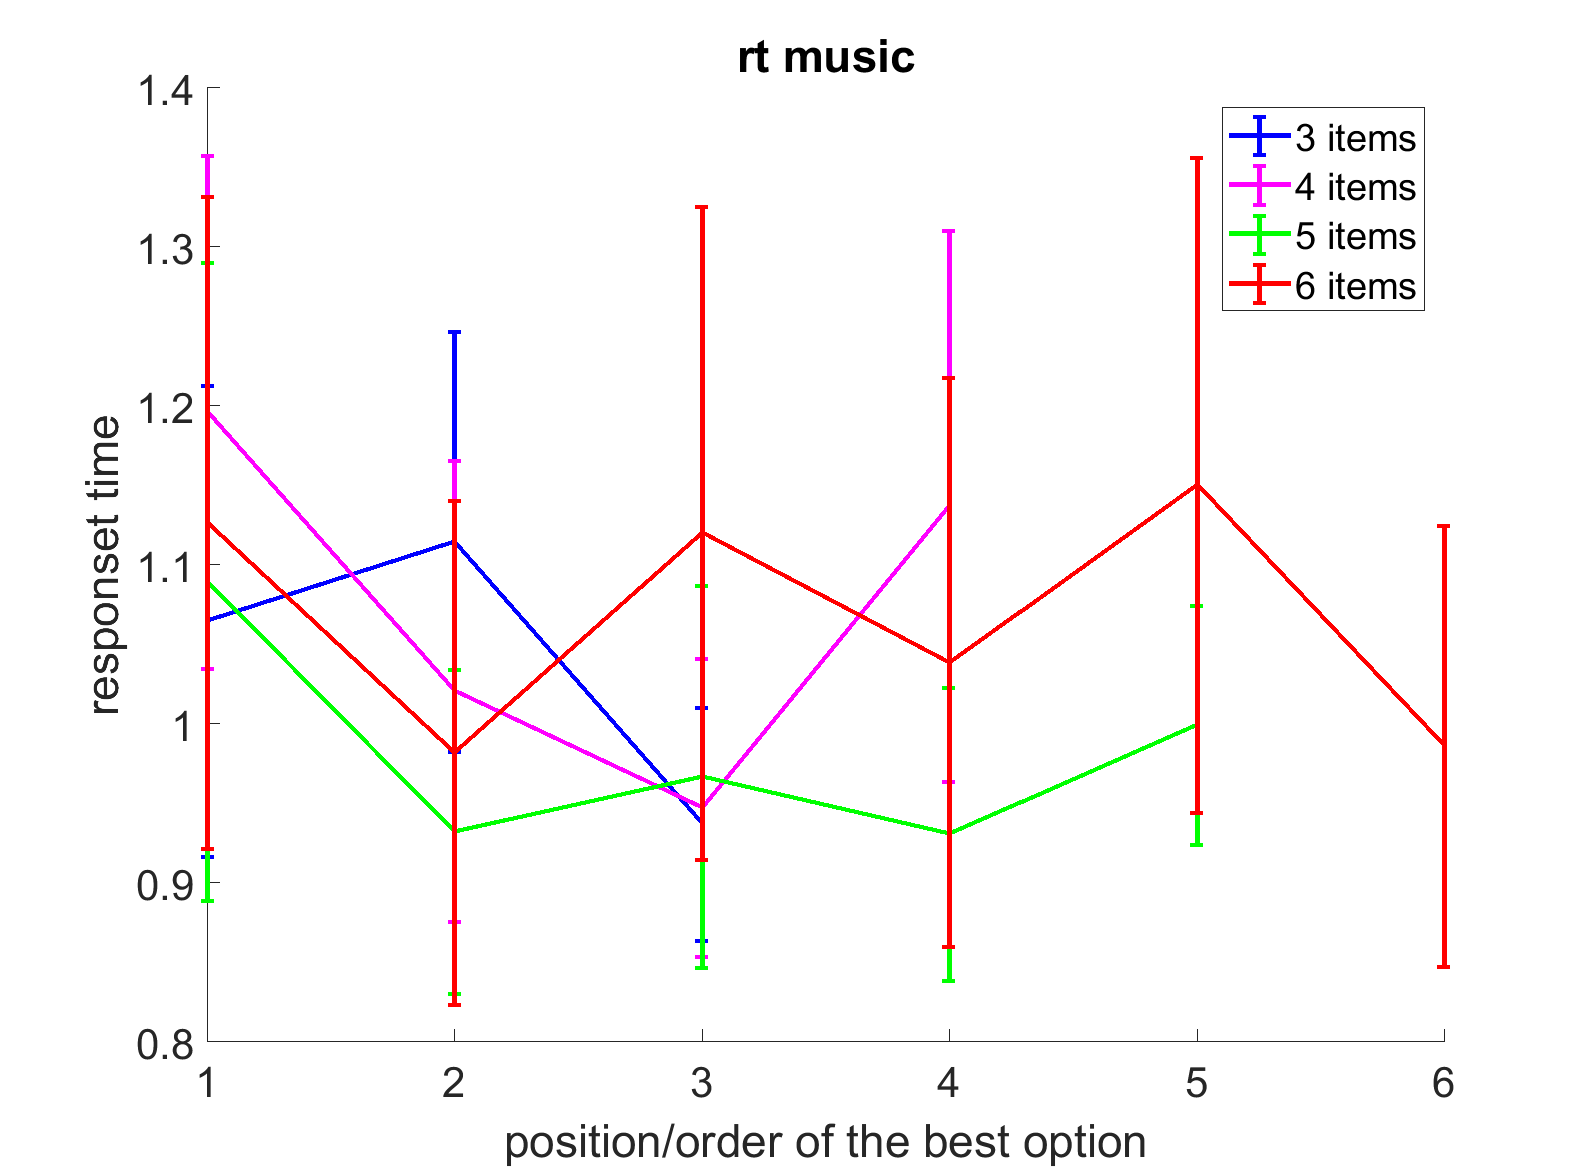 rt music
1.4
1.3
1.2
1.1
1
0.9
0.8
responset time
3 items
4 items
5 items
6 items
1 2 3 4 5 6
position/order of the best option